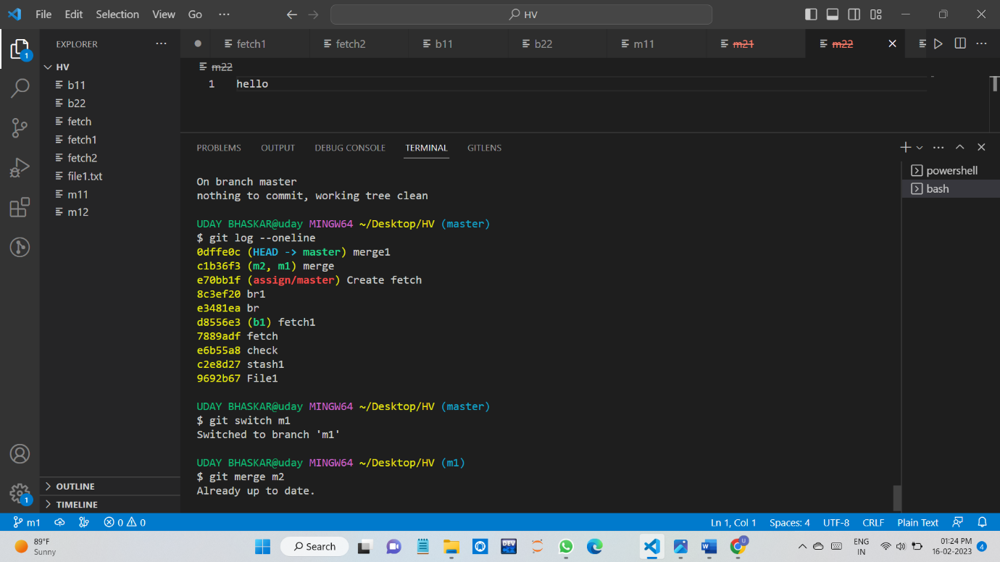 File Edit Selection View Go ··· HV
EXPLORER ···
fetch1 fetch2 b11 b22 m11 m21 m22
HV
b11
b22
fetch
fetch1
fetch2
file1.txt
m11
m12
OUTLINE
TIMELINE
m22
1 hello
PROBLEMS OUTPUT DEBUG CONSOLE TERMINAL GITLENS
powershell
bash
On branch master
nothing to commit, working tree clean
UDAY BHASKAR@uday MINGW64 ~/Desktop/HV (master)
$ git log --oneline
0dffe0c (HEAD -> master) merge1
c1b36f3 (m2, m1) merge
e70bb1f (assign/master) Create fetch
8c3ef20 br1
e3481ea br
d8556e3 (b1) fetch1
7889adf fetch
e6b55a8 check
c2e8d27 stash1
9692b67 File1
UDAY BHASKAR@uday MINGW64 ~/Desktop/HV (master)
$ git switch m1
Switched to branch 'm1'
UDAY BHASKAR@uday MINGW64 ~/Desktop/HV (m1)
$ git merge m2
Already up to date.
1
1
m1 0 0 Ln 1, Col 1 Spaces: 4 UTF-8 CRLF Plain Text
89°F
Sunny
Search
DEV
U
ENG
IN
01:24 PM
16-02-2023
4